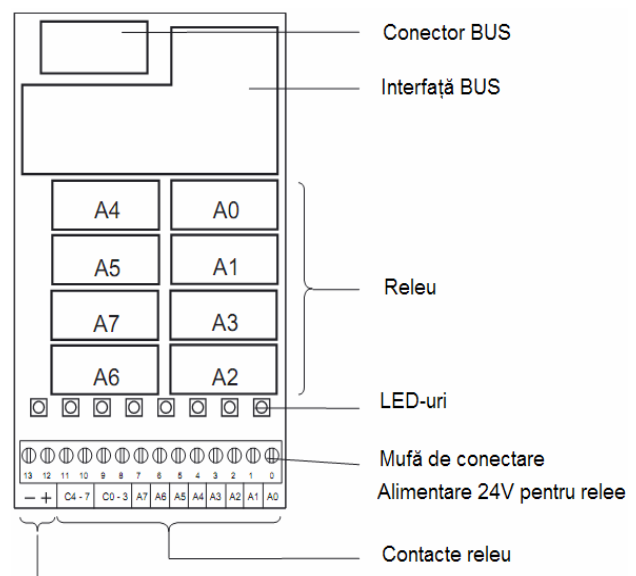 Conector BUS
Interfață BUS
A4 A0
A5 A1
A7 A3
A6 A2
Releu
LED-uri
Mufă de conectare
13 12 11 10 9 8 7 6 5 4 3 2 1 0
Alimentare 24V pentru relee
− + C4 - 7 C0 - 3 A7 A6 A5 A4 A3 A2 A1 A0
Contacte releu